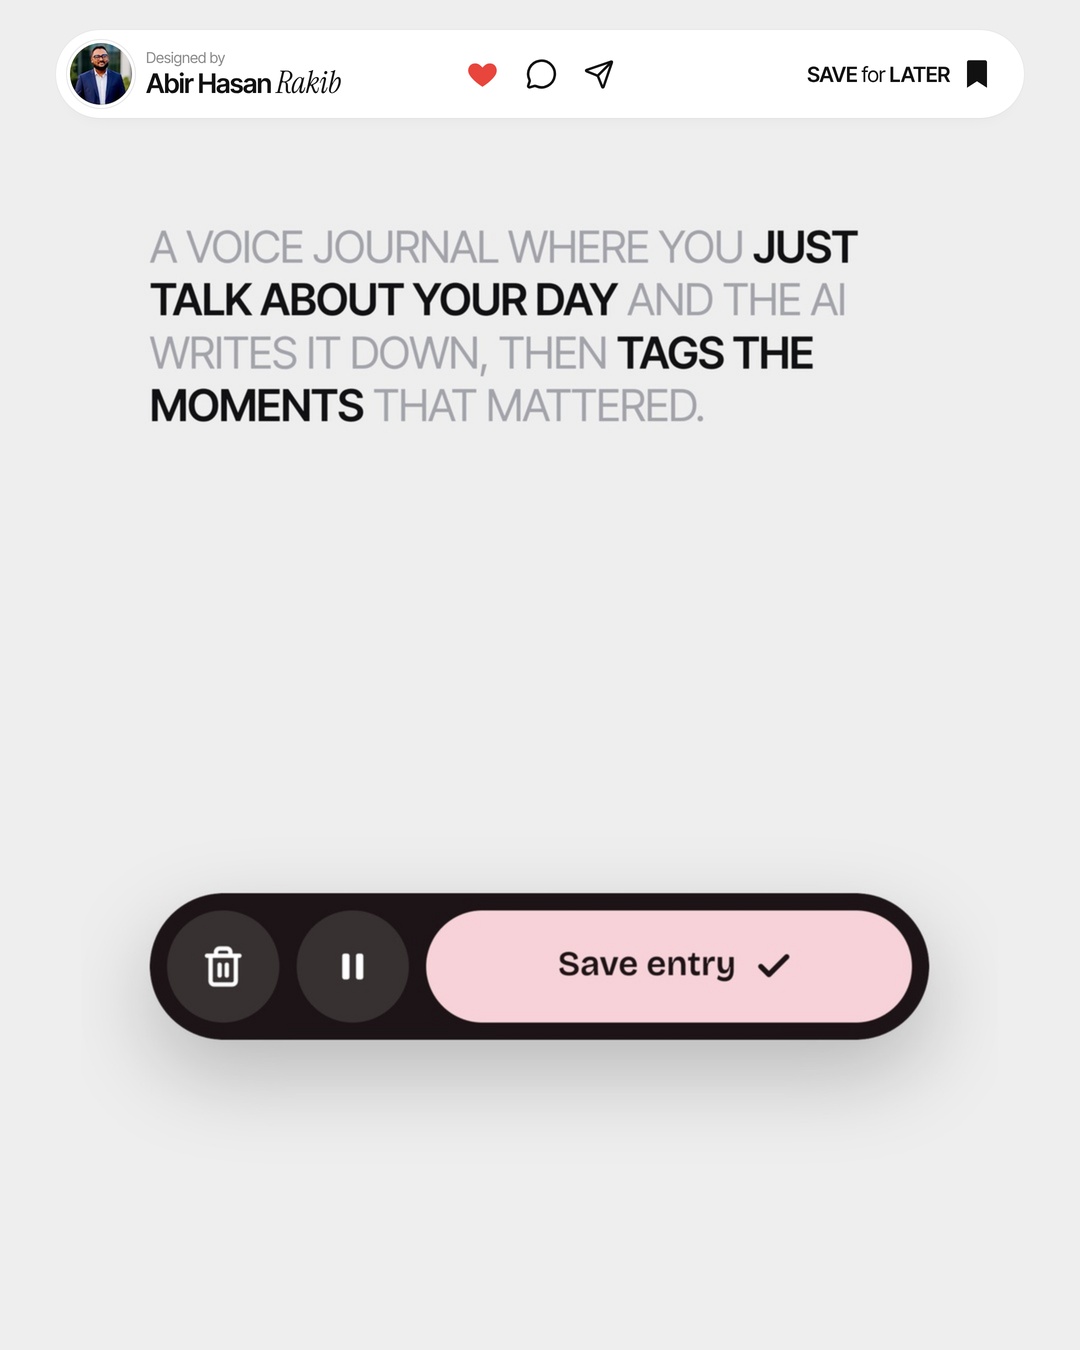 Designed by
Abir Hasan Rakib
SAVE for LATER
A VOICE JOURNAL WHERE YOU JUST
TALK ABOUT YOUR DAY AND THE AI
WRITES IT DOWN, THEN TAGS THE
MOMENTS THAT MATTERED.
Save entry